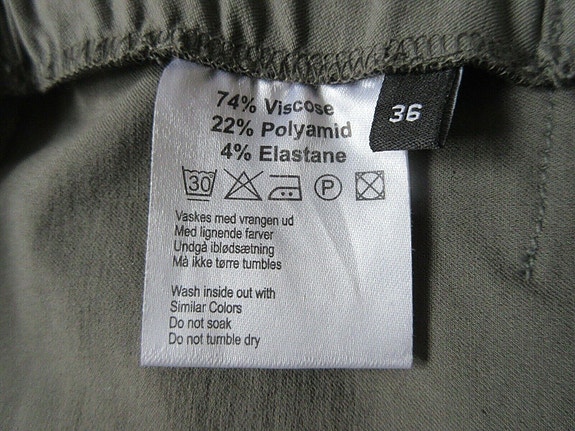 74% Viscose
22% Polyamid
4% Elastane
36
30 P
Vaskes med vrangen ud
Med lignende farver
Undgå iblødsætning
Må ikke tørre tumbles
Wash inside out with
Similar Colors
Do not soak
Do not tumble dry